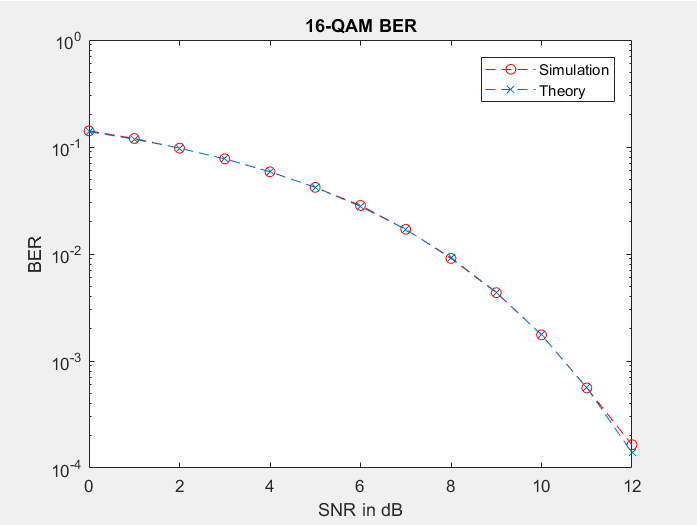 16-QAM BER
Simulation
Theory
10^0
10^-1
10^-2
10^-3
10^-4
BER
0 2 4 6 8 10 12
SNR in dB